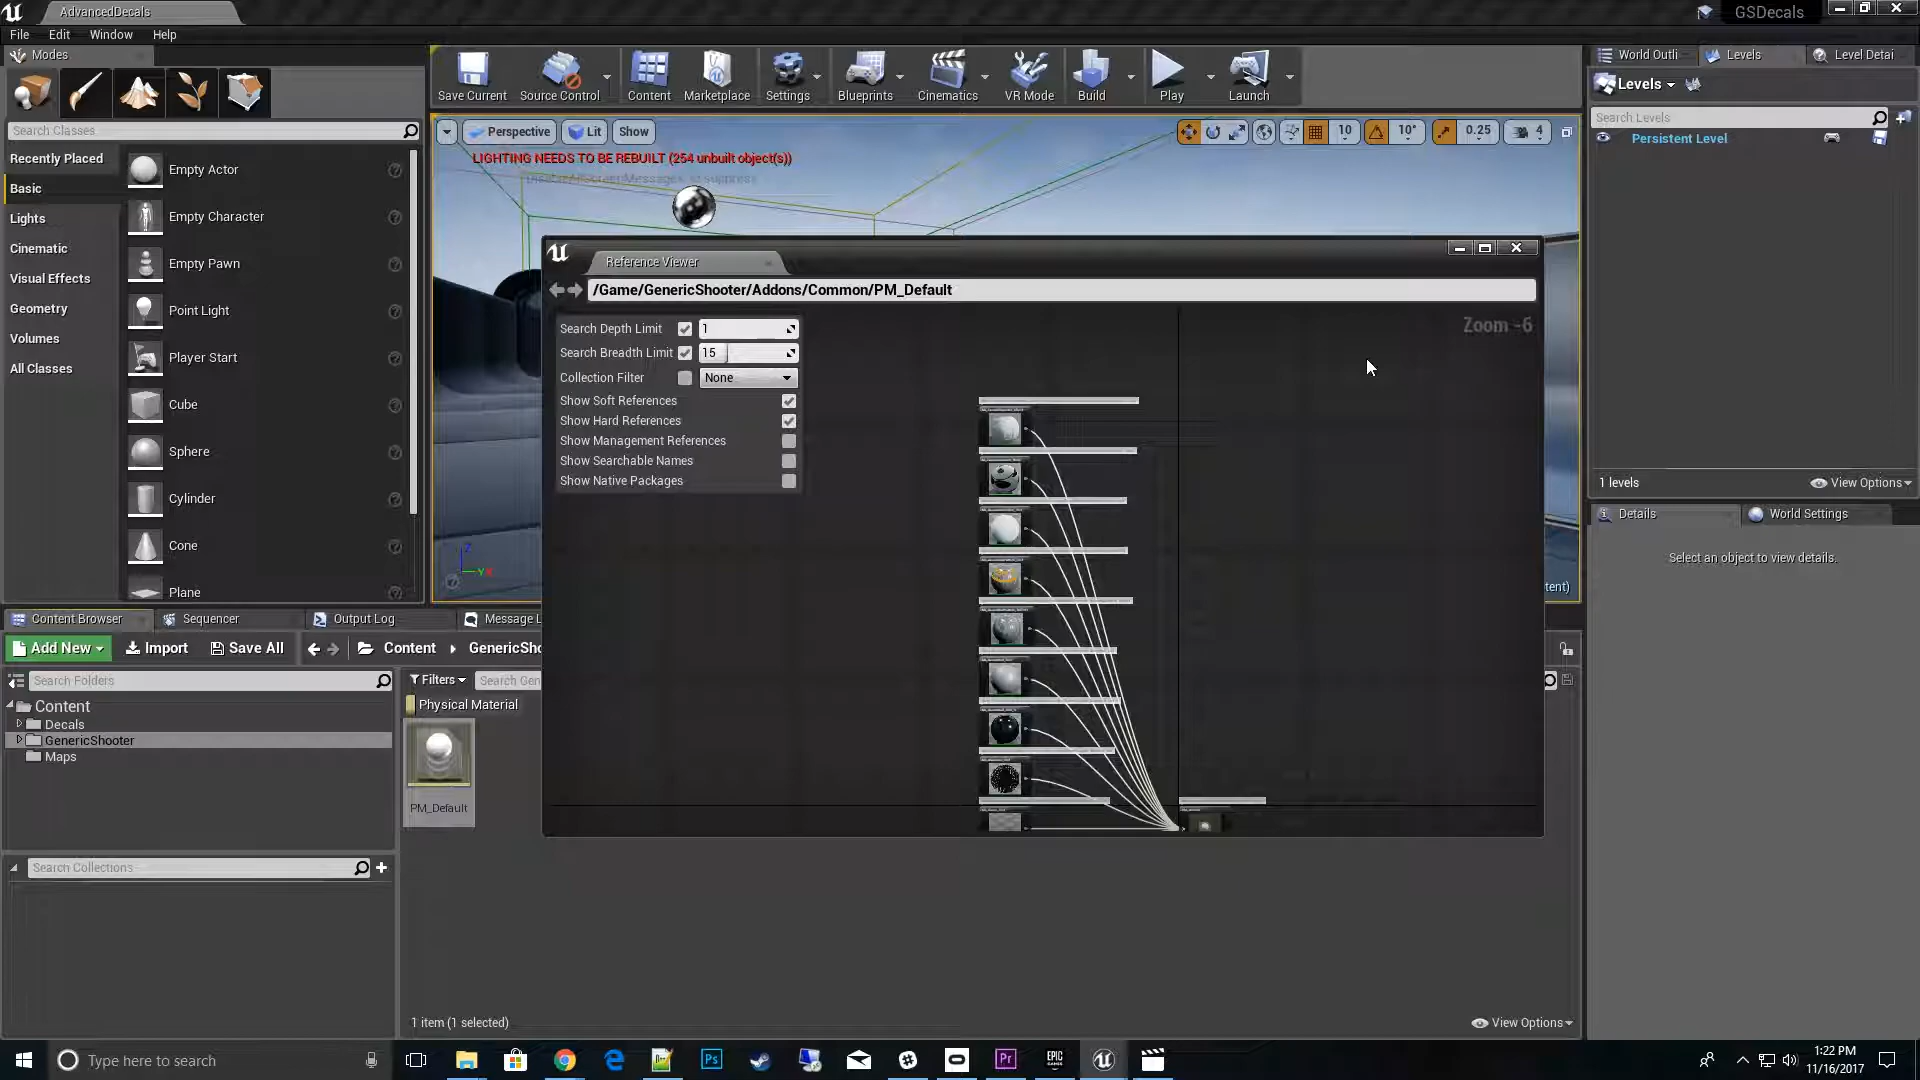 AdvancedDecals
GSDecals
File Edit Window Help
Modes
Save Current Source Control Content Marketplace Settings Blueprints Cinematics VR Mode Build Play Launch
World Outli Levels Level Detai
Levels
Search Classes
Perspective Lit Show 10 10° 0.25 4
Search Levels
LIGHTING NEEDS TO BE REBUILT (254 unbuilt object(s))
Persistent Level
Recently Placed
Basic
Lights
Cinematic
Visual Effects
Geometry
Volumes
All Classes
Empty Actor
Empty Character
Empty Pawn
Point Light
Player Start
Cube
Sphere
Cylinder
Cone
Plane
Reference Viewer
/Game/GenericShooter/Addons/Common/PM_Default
Zoom -6
Search Depth Limit 1
Search Breadth Limit 15
Collection Filter None
Show Soft References
Show Hard References
Show Management References
Show Searchable Names
Show Native Packages
tent)
1 levels View Options
Details World Settings
Select an object to view details.
Content Browser Sequencer Output Log Message L
Add New Import Save All Content GenericSho
Search Folders
Filters Search Gen
Content
Decals
GenericShooter
Maps
Physical Material
PM_Default
Search Collections
1 item (1 selected) View Options
Type here to search
1:22 PM
11/16/2017